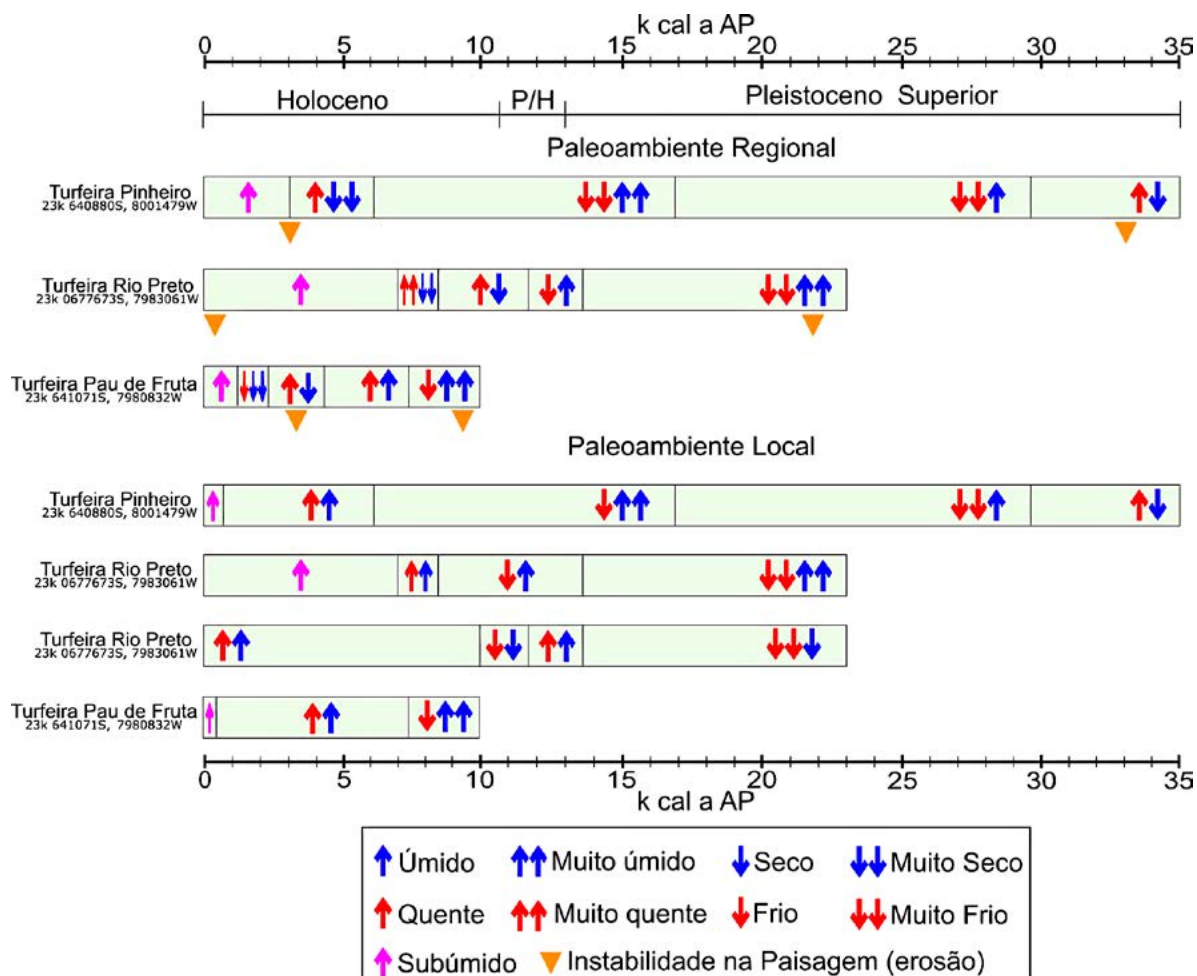 k cal a AP
0 5 10 15 20 25 30 35
Holoceno P/H Pleistoceno Superior
Paleoambiente Regional
Turfeira Pinheiro
23k 640880S, 8001479W
Turfeira Rio Preto
23k 0677673S, 7983061W
Turfeira Pau de Fruta
23k 641071S, 7980832W
Paleoambiente Local
Turfeira Pinheiro
23k 640880S, 8001479W
Turfeira Rio Preto
23k 0677673S, 7983061W
Turfeira Rio Preto
23k 0677673S, 7983061W
Turfeira Pau de Fruta
23k 641071S, 7980832W
0 5 10 15 20 25 30 35
k cal a AP
Úmido Muito úmido Seco Muito Seco
Quente Muito quente Frio Muito Frio
Subúmido Instabilidade na Paisagem (erosão)